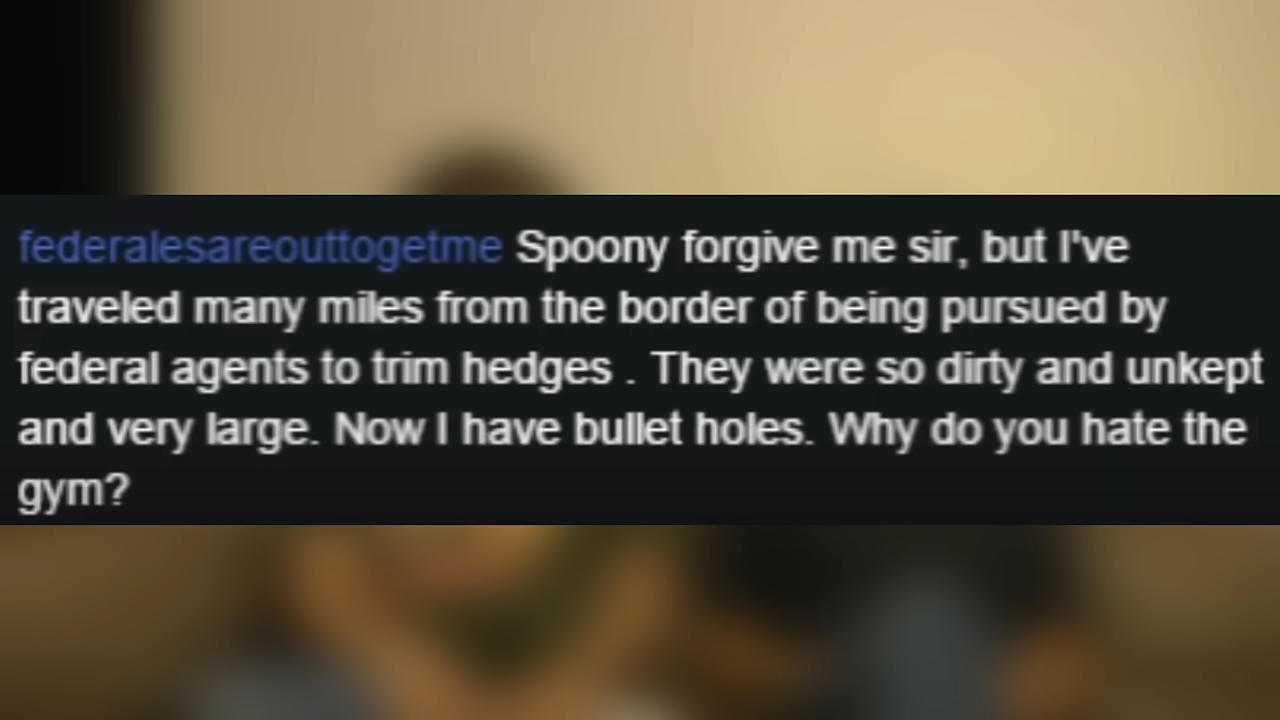 federalesareouttogetme Spoony forgive me sir, but I've
traveled many miles from the border of being pursued by
federal agents to trim hedges . They were so dirty and unkept
and very large. Now I have bullet holes. Why do you hate the
gym?